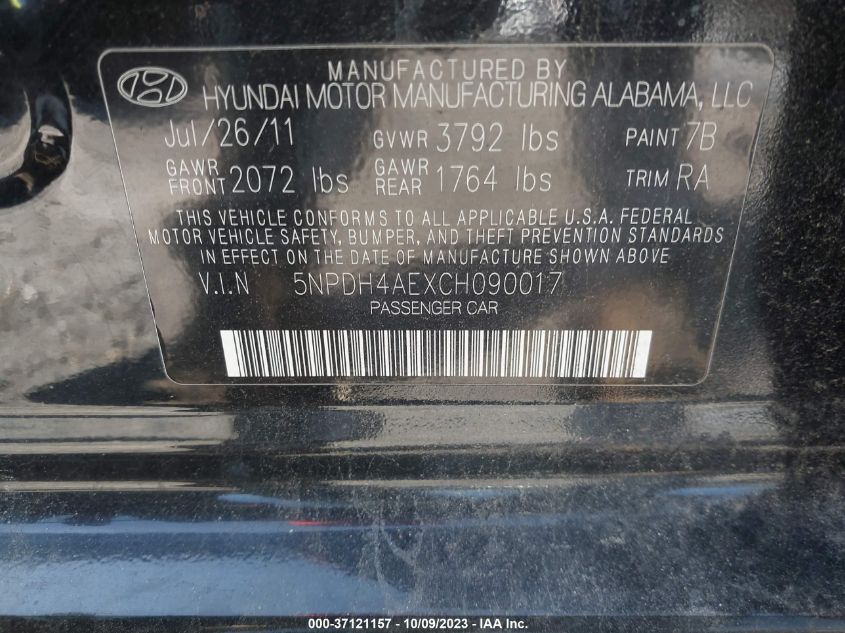 MANUFACTURED BY
HYUNDAI MOTOR MANUFACTURING ALABAMA, LLC
Jul/26/11 GVWR 3792 lbs PAINT 7B
GAWR FRONT 2072 lbs GAWR REAR 1764 lbs TRIM RA
THIS VEHICLE CONFORMS TO ALL APPLICABLE U.S.A. FEDERAL
MOTOR VEHICLE SAFETY, BUMPER, AND THEFT PREVENTION STANDARDS
IN EFFECT ON THE DATE OF MANUFACTURE SHOWN ABOVE
V.I.N 5NPDH4AEXCH090017
PASSENGER CAR
000-37121157 - 10/09/2023 - IAA Inc.